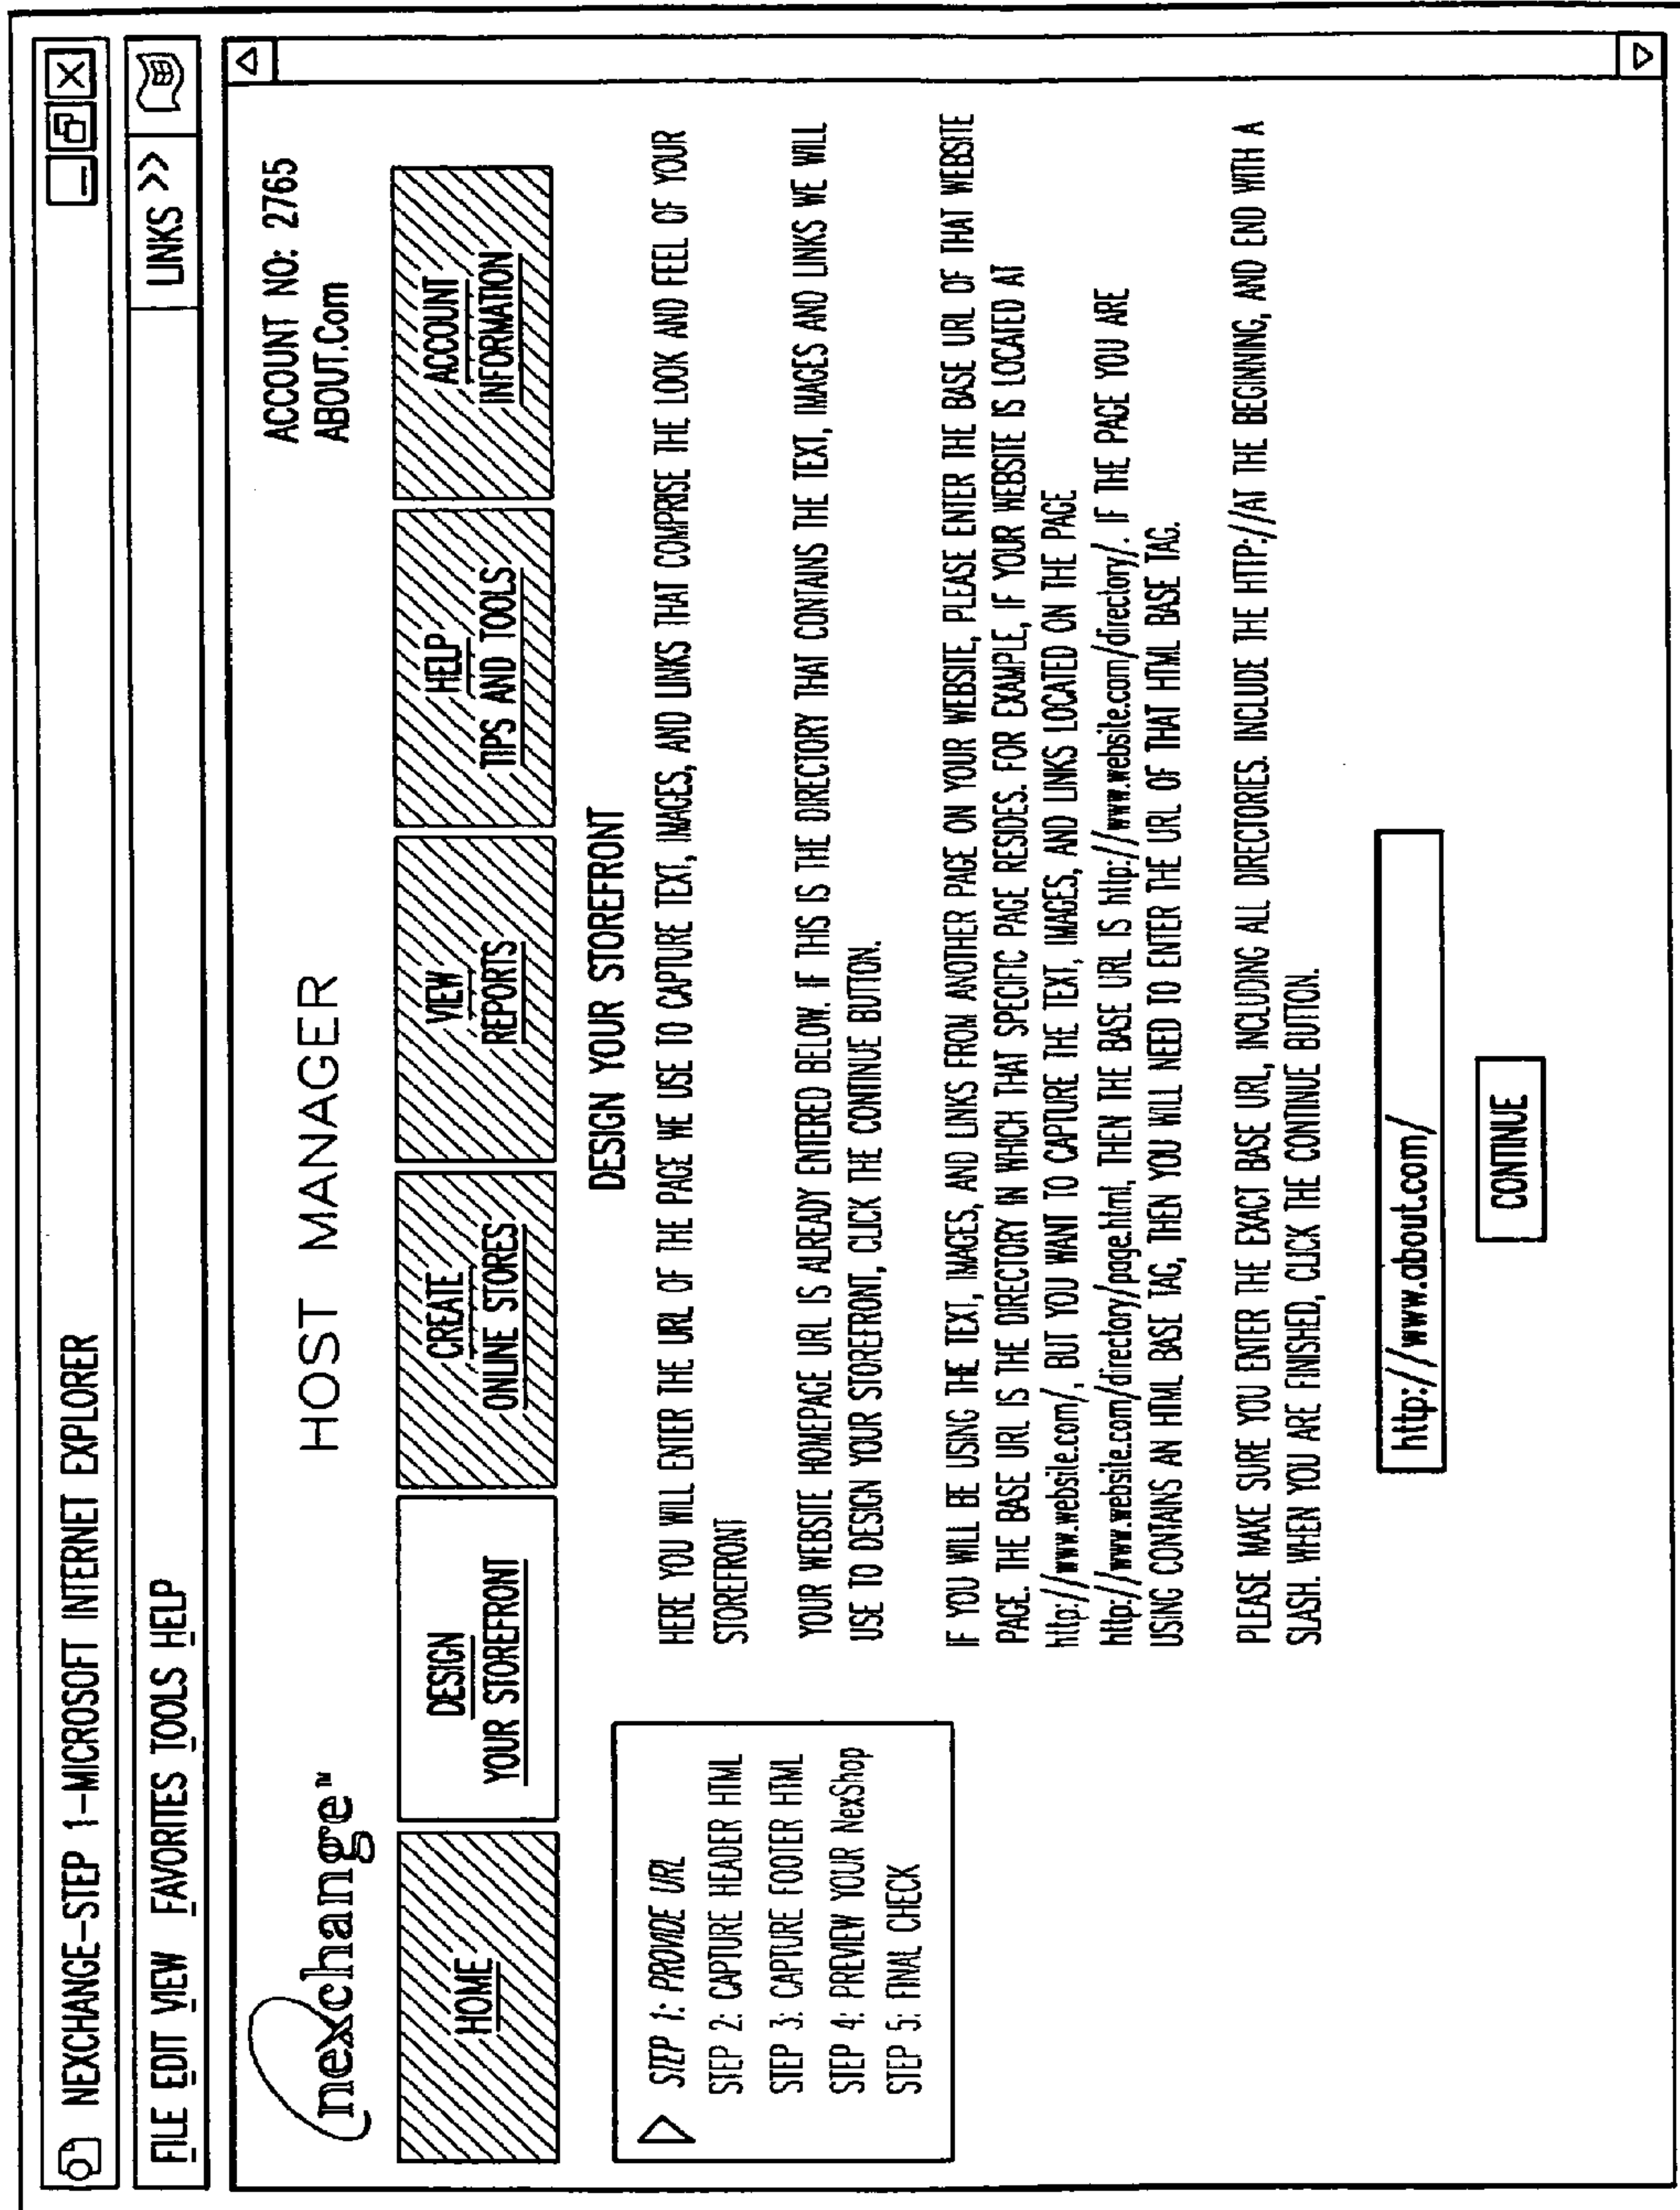 NEXCHANGE-STEP 1-MICROSOFT INTERNET EXPLORER
FILE EDIT VIEW FAVORITES TOOLS HELP
LINKS >>
nexchange™
HOST MANAGER
ACCOUNT NO: 2765
ABOUT.Com
HOME
DESIGN
YOUR STOREFRONT
CREATE
ONLINE STORES
VIEW
REPORTS
HELP
TIPS AND TOOLS
ACCOUNT
INFORMATION
STEP 1: PROVIDE URL
STEP 2: CAPTURE HEADER HTML
STEP 3: CAPTURE FOOTER HTML
STEP 4: PREVIEW YOUR NexShop
STEP 5: FINAL CHECK
DESIGN YOUR STOREFRONT
HERE YOU WILL ENTER THE URL OF THE PAGE WE USE TO CAPTURE TEXT, IMAGES, AND LINKS THAT COMPRISE THE LOOK AND FEEL OF YOUR
STOREFRONT
YOUR WEBSITE HOMEPAGE URL IS ALREADY ENTERED BELOW. IF THIS IS THE DIRECTORY THAT CONTAINS THE TEXT, IMAGES AND LINKS WE WILL
USE TO DESIGN YOUR STOREFRONT, CLICK THE CONTINUE BUTTON.
IF YOU WILL BE USING THE TEXT, IMAGES, AND LINKS FROM ANOTHER PAGE ON YOUR WEBSITE, PLEASE ENTER THE BASE URL OF THAT WEBSITE
PAGE. THE BASE URL IS THE DIRECTORY IN WHICH THAT SPECIFIC PAGE RESIDES. FOR EXAMPLE, IF YOUR WEBSITE IS LOCATED AT
http://www.website.com/, BUT YOU WANT TO CAPTURE THE TEXT, IMAGES, AND LINKS LOCATED ON THE PAGE
http://www.website.com/directory/page.html, THEN THE BASE URL IS http://www.website.com/directory/. IF THE PAGE YOU ARE
USING CONTAINS AN HTML BASE TAG, THEN YOU WILL NEED TO ENTER THE URL OF THAT HTML BASE TAG.
PLEASE MAKE SURE YOU ENTER THE EXACT BASE URL, INCLUDING ALL DIRECTORIES. INCLUDE THE HTTP://AT THE BEGINNING, AND END WITH A
SLASH. WHEN YOU ARE FINISHED, CLICK THE CONTINUE BUTTON.
http://www.about.com/
CONTINUE